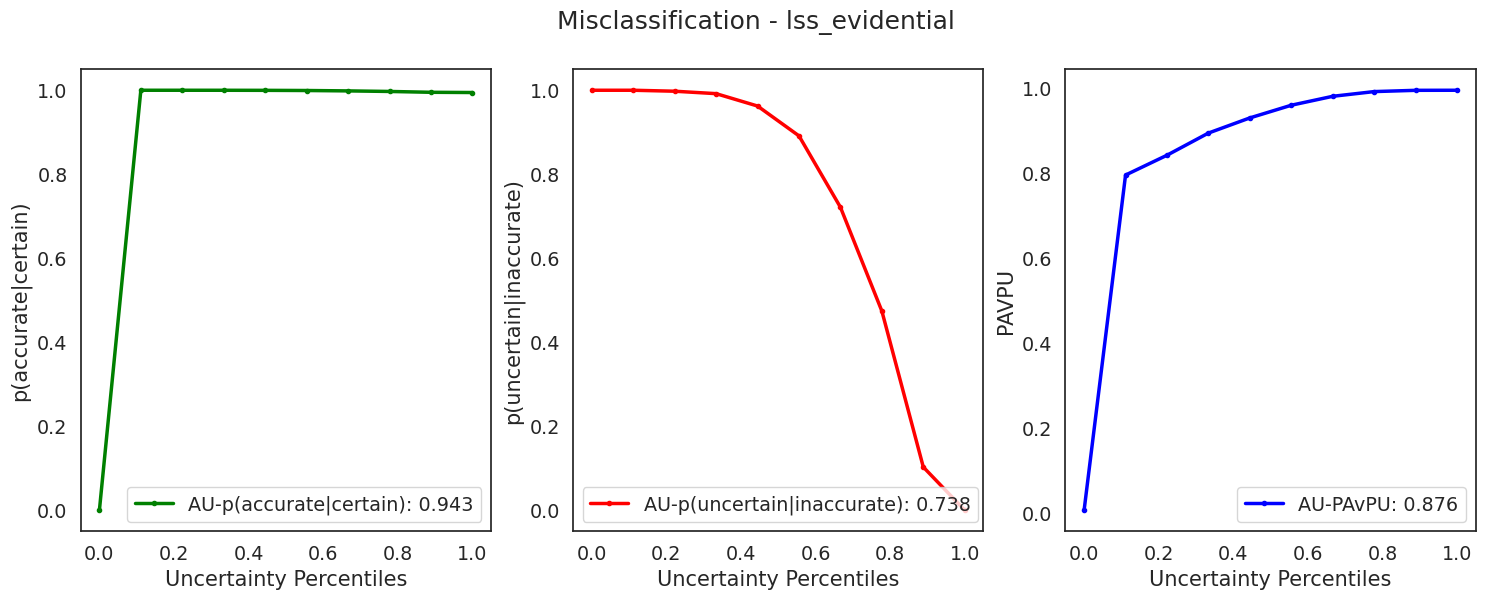 Misclassification - lss_evidential
p(accurate|certain)
1.0
0.8
0.6
0.4
0.2
0.0
AU-p(accurate|certain): 0.943
0.0 0.2 0.4 0.6 0.8 1.0
Uncertainty Percentiles
p(uncertain|inaccurate)
1.0
0.8
0.6
0.4
0.2
0.0
AU-p(uncertain|inaccurate): 0.738
0.0 0.2 0.4 0.6 0.8 1.0
Uncertainty Percentiles
PAVPU
1.0
0.8
0.6
0.4
0.2
0.0
AU-PAvPU: 0.876
0.0 0.2 0.4 0.6 0.8 1.0
Uncertainty Percentiles